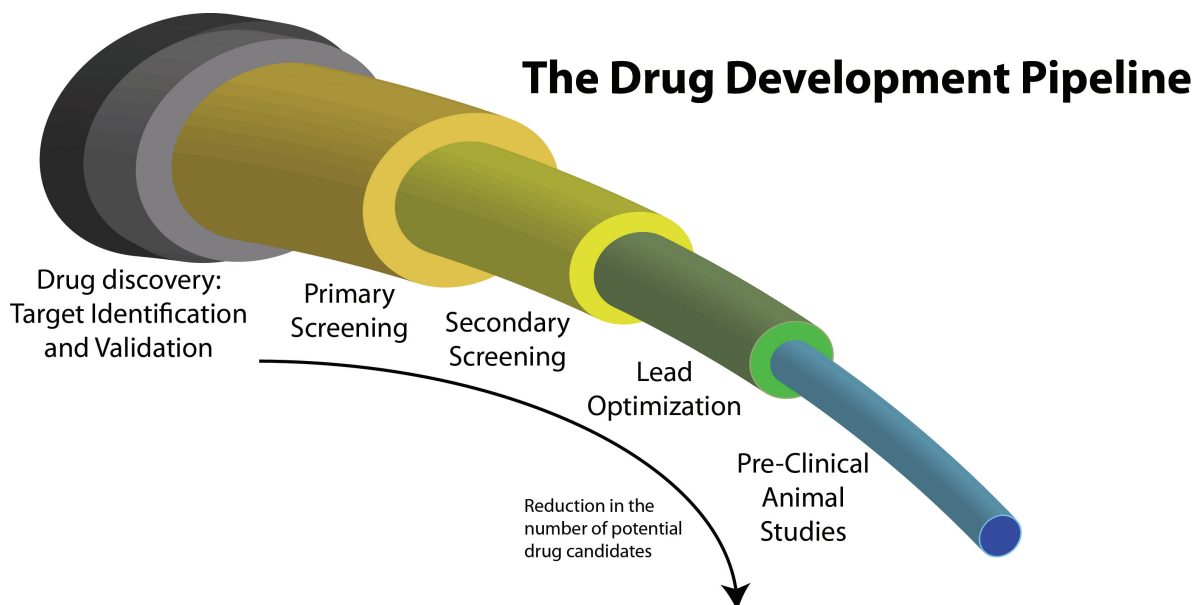 The Drug Development Pipeline
Drug discovery:
Target Identification
and Validation
Primary
Screening
Secondary
Screening
Lead
Optimization
Pre-Clinical
Animal
Studies
Reduction in the
number of potential
drug candidates